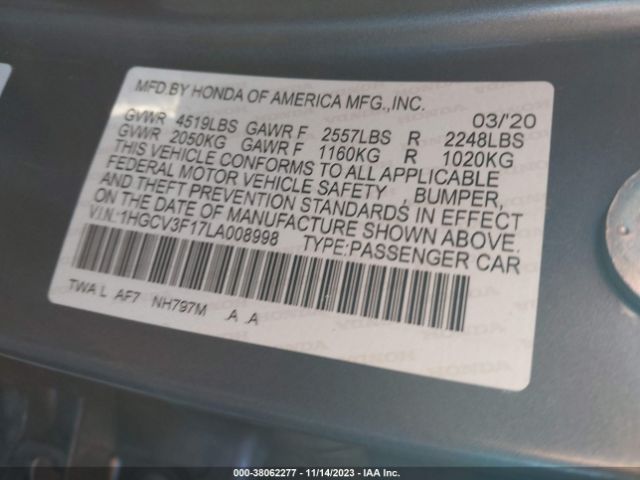 MFD.BY HONDA OF AMERICA MFG.,INC.
03/'20
GVWR 4519LBS GAWR F 2557LBS R 2248LBS
GVWR 2050KG GAWR F 1160KG R 1020KG
THIS VEHICLE CONFORMS TO ALL APPLICABLE
FEDERAL MOTOR VEHICLE SAFETY , BUMPER,
AND THEFT PREVENTION STANDARDS IN EFFECT
ON THE DATE OF MANUFACTURE SHOWN ABOVE.
V.I.N.:1HGCV3F17LA008998 TYPE:PASSENGER CAR
TWA L AF7 NH797M .A .A
000-38062277 - 11/14/2023 - IAA Inc.